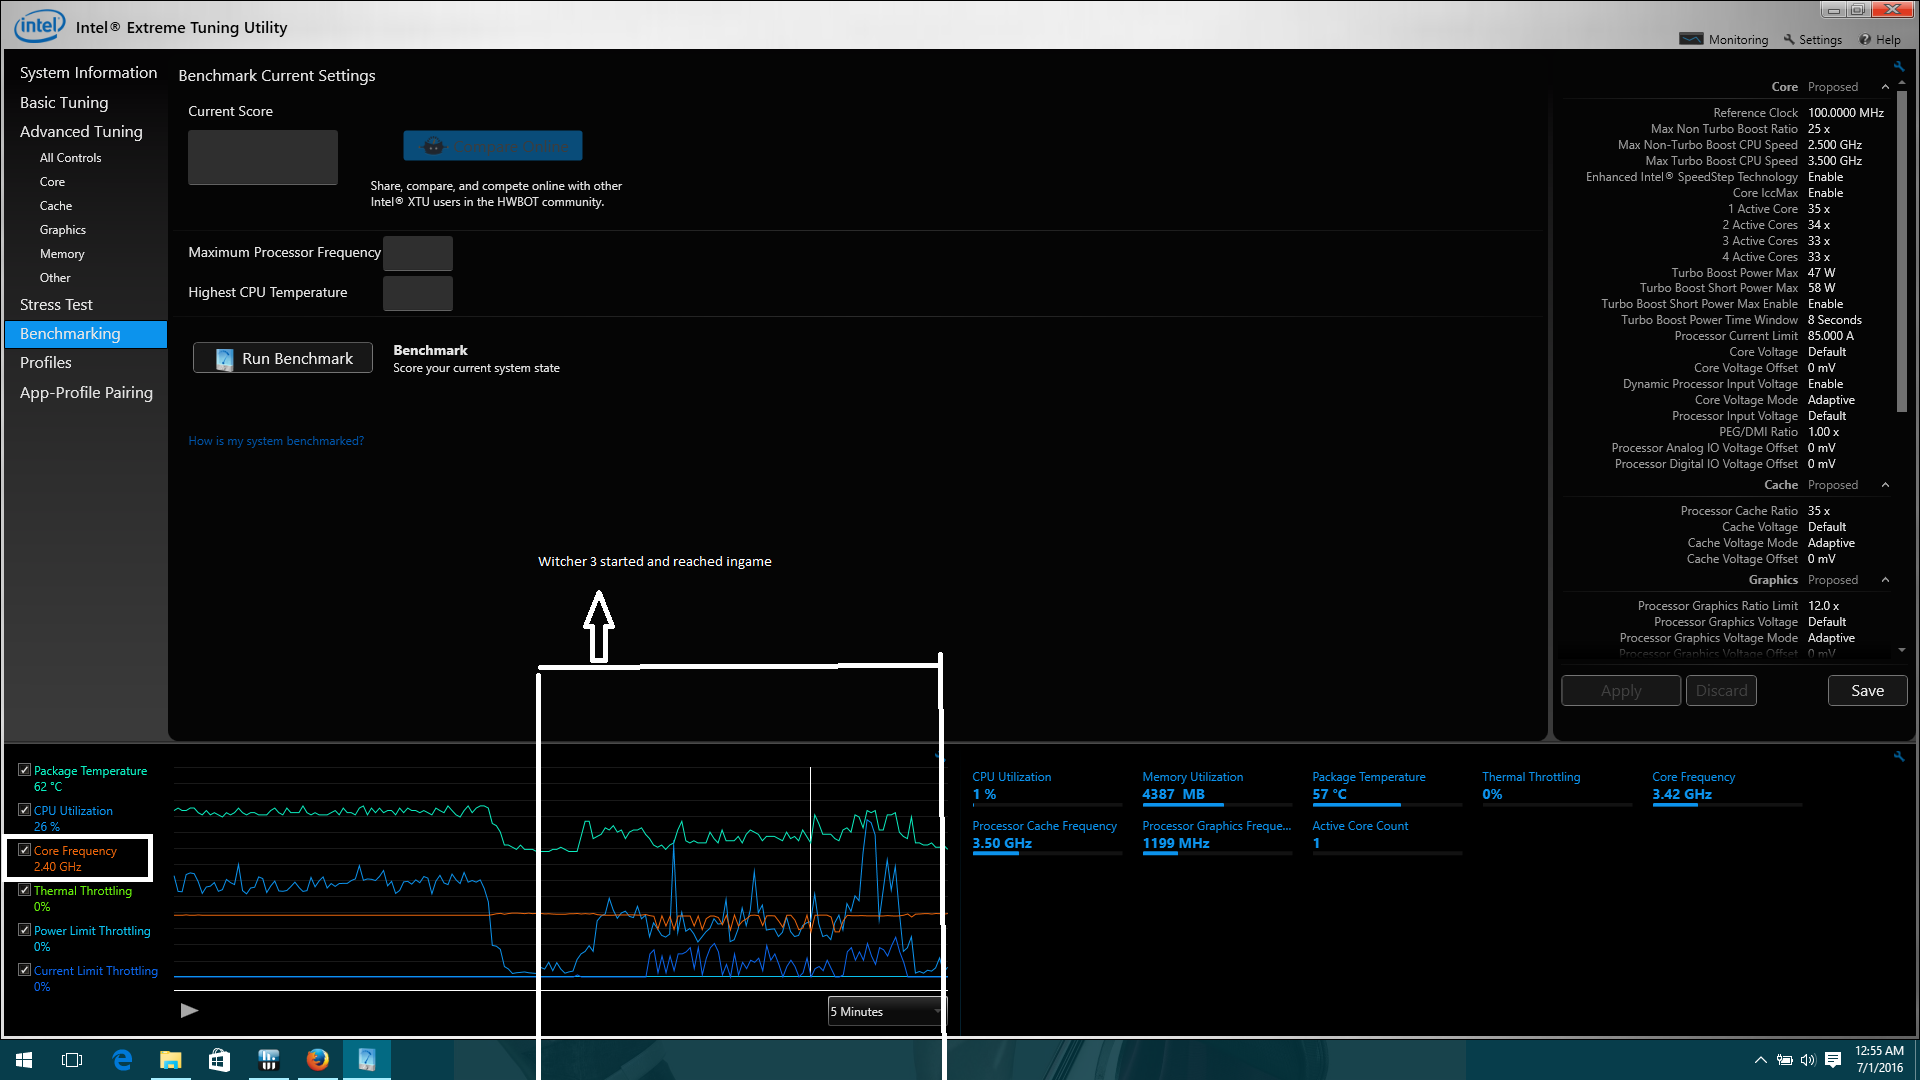 intel Intel® Extreme Tuning Utility
Monitoring Settings Help
System Information
Basic Tuning
Advanced Tuning
All Controls
Core
Cache
Graphics
Memory
Other
Stress Test
Benchmarking
Profiles
App-Profile Pairing
Benchmark Current Settings
Current Score
Share, compare, and compete online with other
Intel® XTU users in the HWBOT community.
Maximum Processor Frequency
Highest CPU Temperature
Run Benchmark
Benchmark
Score your current system state
How is my system benchmarked?
Witcher 3 started and reached ingame
Core Proposed
Reference Clock 100.0000 MHz
Max Non Turbo Boost Ratio 25 x
Max Non-Turbo Boost CPU Speed 2.500 GHz
Max Turbo Boost CPU Speed 3.500 GHz
Enhanced Intel® SpeedStep Technology Enable
Core IccMax Enable
1 Active Core 35 x
2 Active Cores 34 x
3 Active Cores 33 x
4 Active Cores 33 x
Turbo Boost Power Max 47 W
Turbo Boost Short Power Max 58 W
Turbo Boost Short Power Max Enable Enable
Turbo Boost Power Time Window 8 Seconds
Processor Current Limit 85.000 A
Core Voltage Default
Core Voltage Offset 0 mV
Dynamic Processor Input Voltage Enable
Core Voltage Mode Adaptive
Processor Input Voltage Default
PEG/DMI Ratio 1.00 x
Processor Analog IO Voltage Offset 0 mV
Processor Digital IO Voltage Offset 0 mV
Cache Proposed
Processor Cache Ratio 35 x
Cache Voltage Default
Cache Voltage Mode Adaptive
Cache Voltage Offset 0 mV
Graphics Proposed
Processor Graphics Ratio Limit 12.0 x
Processor Graphics Voltage Default
Processor Graphics Voltage Mode Adaptive
Processor Graphics Voltage Offset 0 mV
Apply Discard Save
Package Temperature
62 °C
CPU Utilization
26 %
Core Frequency
2.40 GHz
Thermal Throttling
0%
Power Limit Throttling
0%
Current Limit Throttling
0%
5 Minutes
CPU Utilization
1 %
Memory Utilization
4387 MB
Package Temperature
57 °C
Thermal Throttling
0%
Core Frequency
3.42 GHz
Processor Cache Frequency
3.50 GHz
Processor Graphics Freque...
1199 MHz
Active Core Count
1
12:55 AM
7/1/2016